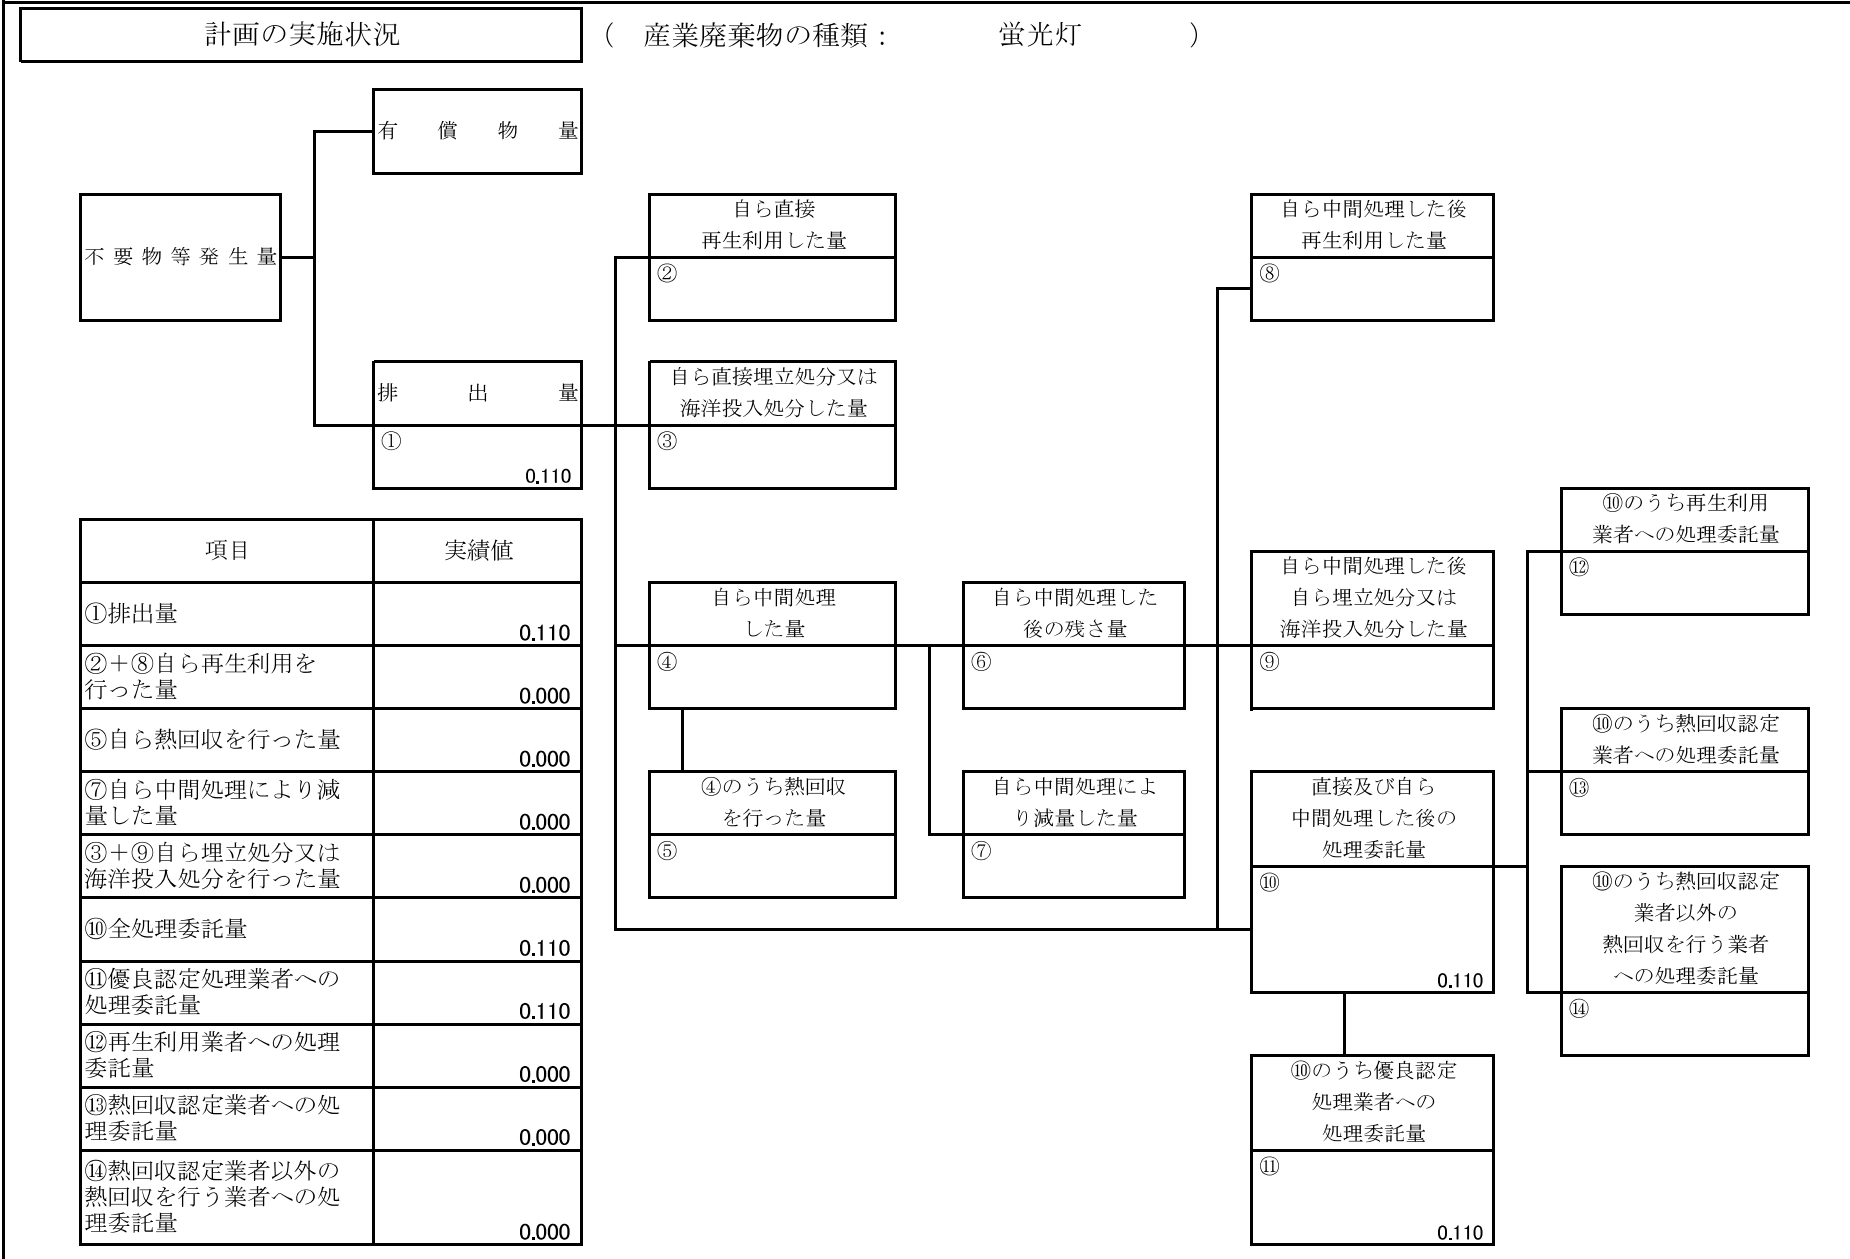 計画の実施状況
（　産業廃棄物の種類：　蛍光灯　）
有償物量
不要物等発生量
排出量
①
0.110
自ら直接
再生利用した量
②
自ら直接埋立処分又は
海洋投入処分した量
③
自ら中間処理した後
再生利用した量
⑧
自ら中間処理
した量
④
④のうち熱回収
を行った量
⑤
自ら中間処理した
後の残さ量
⑥
自ら中間処理によ
り減量した量
⑦
自ら中間処理した後
自ら埋立処分又は
海洋投入処分した量
⑨
直接及び自ら
中間処理した後の
処理委託量
⑩
0.110
⑩のうち優良認定
処理業者への
処理委託量
⑪
0.110
⑩のうち再生利用
業者への処理委託量
⑫
⑩のうち熱回収認定
業者への処理委託量
⑬
⑩のうち熱回収認定
業者以外の
熱回収を行う業者
への処理委託量
⑭
項目　実績値
①排出量
0.110
②＋⑧自ら再生利用を
行った量
0.000
⑤自ら熱回収を行った量
0.000
⑦自ら中間処理により減
量した量
0.000
③＋⑨自ら埋立処分又は
海洋投入処分を行った量
0.000
⑩全処理委託量
0.110
⑪優良認定処理業者への
処理委託量
0.110
⑫再生利用業者への処理
委託量
0.000
⑬熱回収認定業者への処
理委託量
0.000
⑭熱回収認定業者以外の
熱回収を行う業者への処
理委託量
0.000